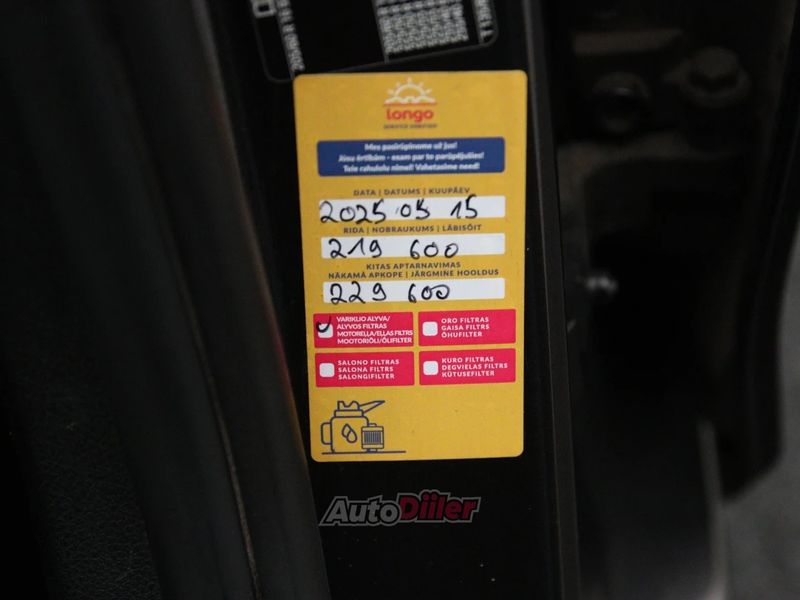 longo
Mes pasirūpinome už jus!
Jūsu ērtībām - esam par to parūpējušies!
Teie rahulolu nimel! Vahetasime need!
DATA | DATUMS | KUUPÄEV
2025 05 15
RIDA | NOBRAUKUMS | LÄBISÕIT
219 600
KITAS APTARNAVIMAS
NĀKAMĀ APKOPE | JÄRGMINE HOOLDUS
229 600
VARIKLIO ALYVA/
ALYVOS FILTRAS
MOTOREĻĻA/EĻĻAS FILTRS
MOOTORIÕLI/ÕLIFILTER
ORO FILTRAS
GAISA FILTRS
ÕHUFILTER
SALONO FILTRAS
SALONA FILTRS
SALONGIFILTER
KURO FILTRAS
DEGVIELAS FILTRS
KÜTUSEFILTER
AutoDiiler